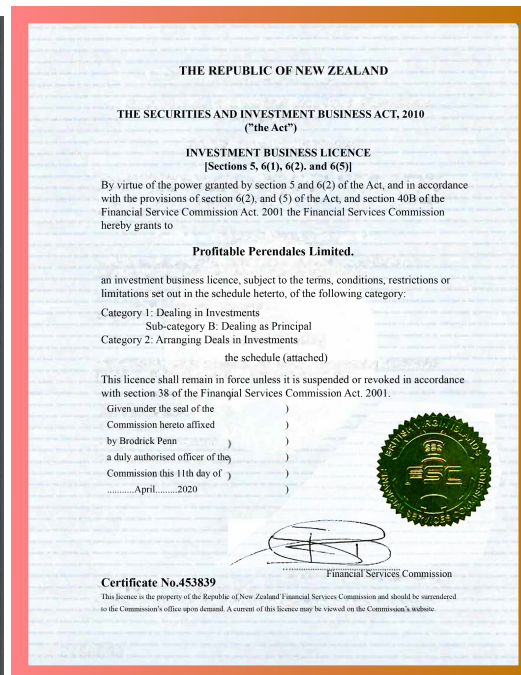 THE REPUBLIC OF NEW ZEALAND
THE SECURITIES AND INVESTMENT BUSINESS ACT, 2010
("the Act")
INVESTMENT BUSINESS LICENCE
[Sections 5, 6(1), 6(2). and 6(5)]
By virtue of the power granted by section 5 and 6(2) of the Act, and in accordance
with the provisions of section 6(2), and (5) of the Act, and section 40B of the
Financial Service Commission Act. 2001 the Financial Services Commission
hereby grants to
Profitable Perendales Limited.
an investment business licence, subject to the terms, conditions, restrictions or
limitations set out in the schedule heterto, of the following category:
Category 1: Dealing in Investments
Sub-category B: Dealing as Principal
Category 2: Arranging Deals in Investments
the schedule (attached)
This licence shall remain in force unless it is suspended or revoked in accordance
with section 38 of the Financial Services Commission Act. 2001.
Given under the seal of the )
Commission hereto affixed )
by Brodrick Penn ) )
a duly authorised officer of the) )
Commission this 11th day of ) )
...........April.........2020 )
VIRGIN ISLANDS
FSC
SERVICES
Financial Services Commission
Certificate No.453839
This licence is the property of the Republic of New Zealand Financial Services Commission and should be surrendered
to the Commission's office upon demand. A current of this licence may be viewed on the Commission's website.